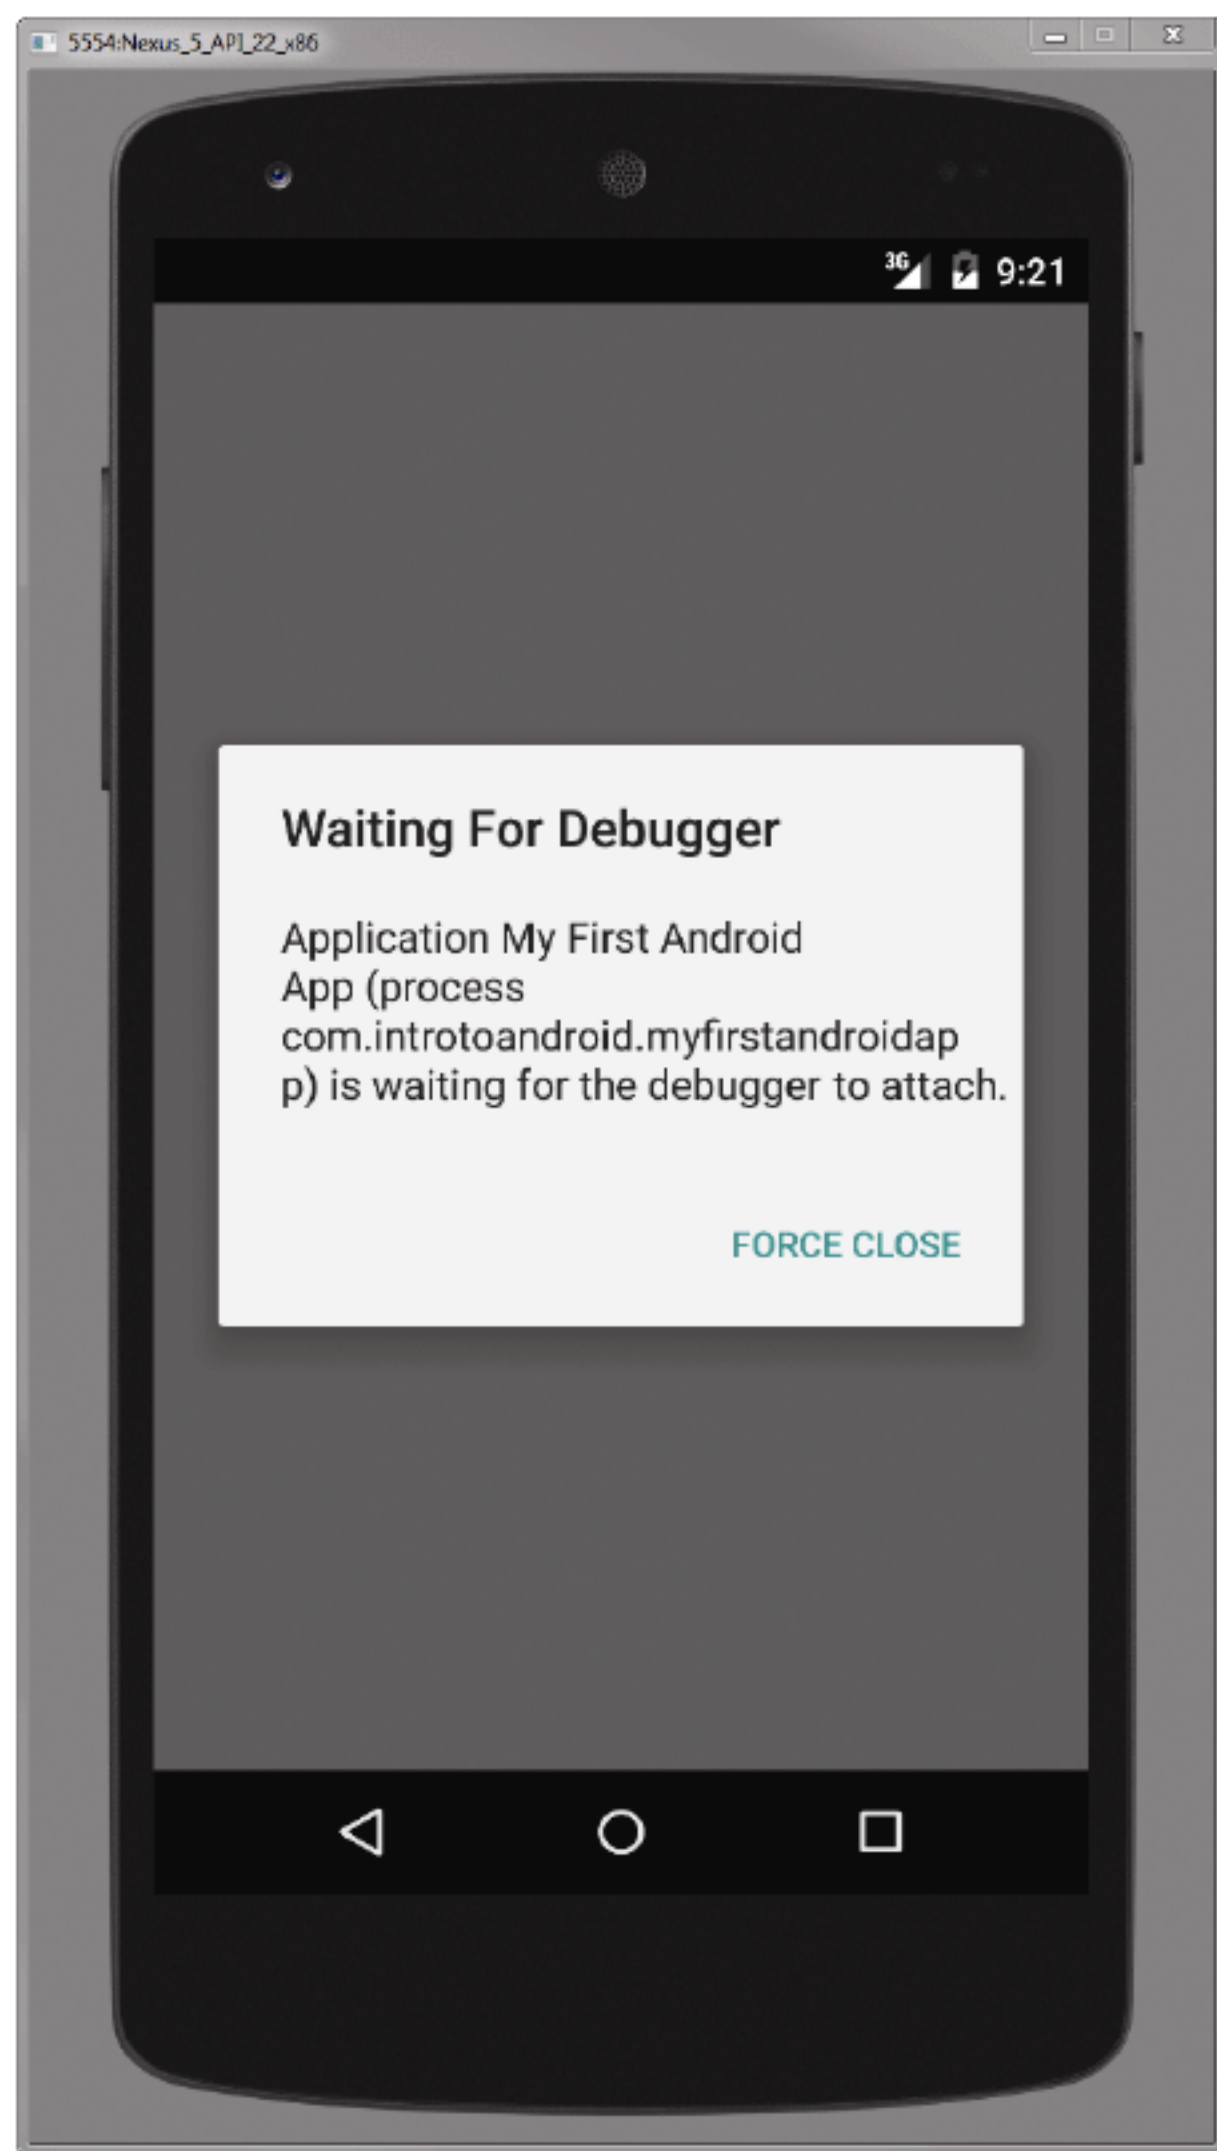 5554:Nexus_5_API_22_x86
3G 9:21
Waiting For Debugger
Application My First Android
App (process
com.introtoandroid.myfirstandroidap
p) is waiting for the debugger to attach.
FORCE CLOSE